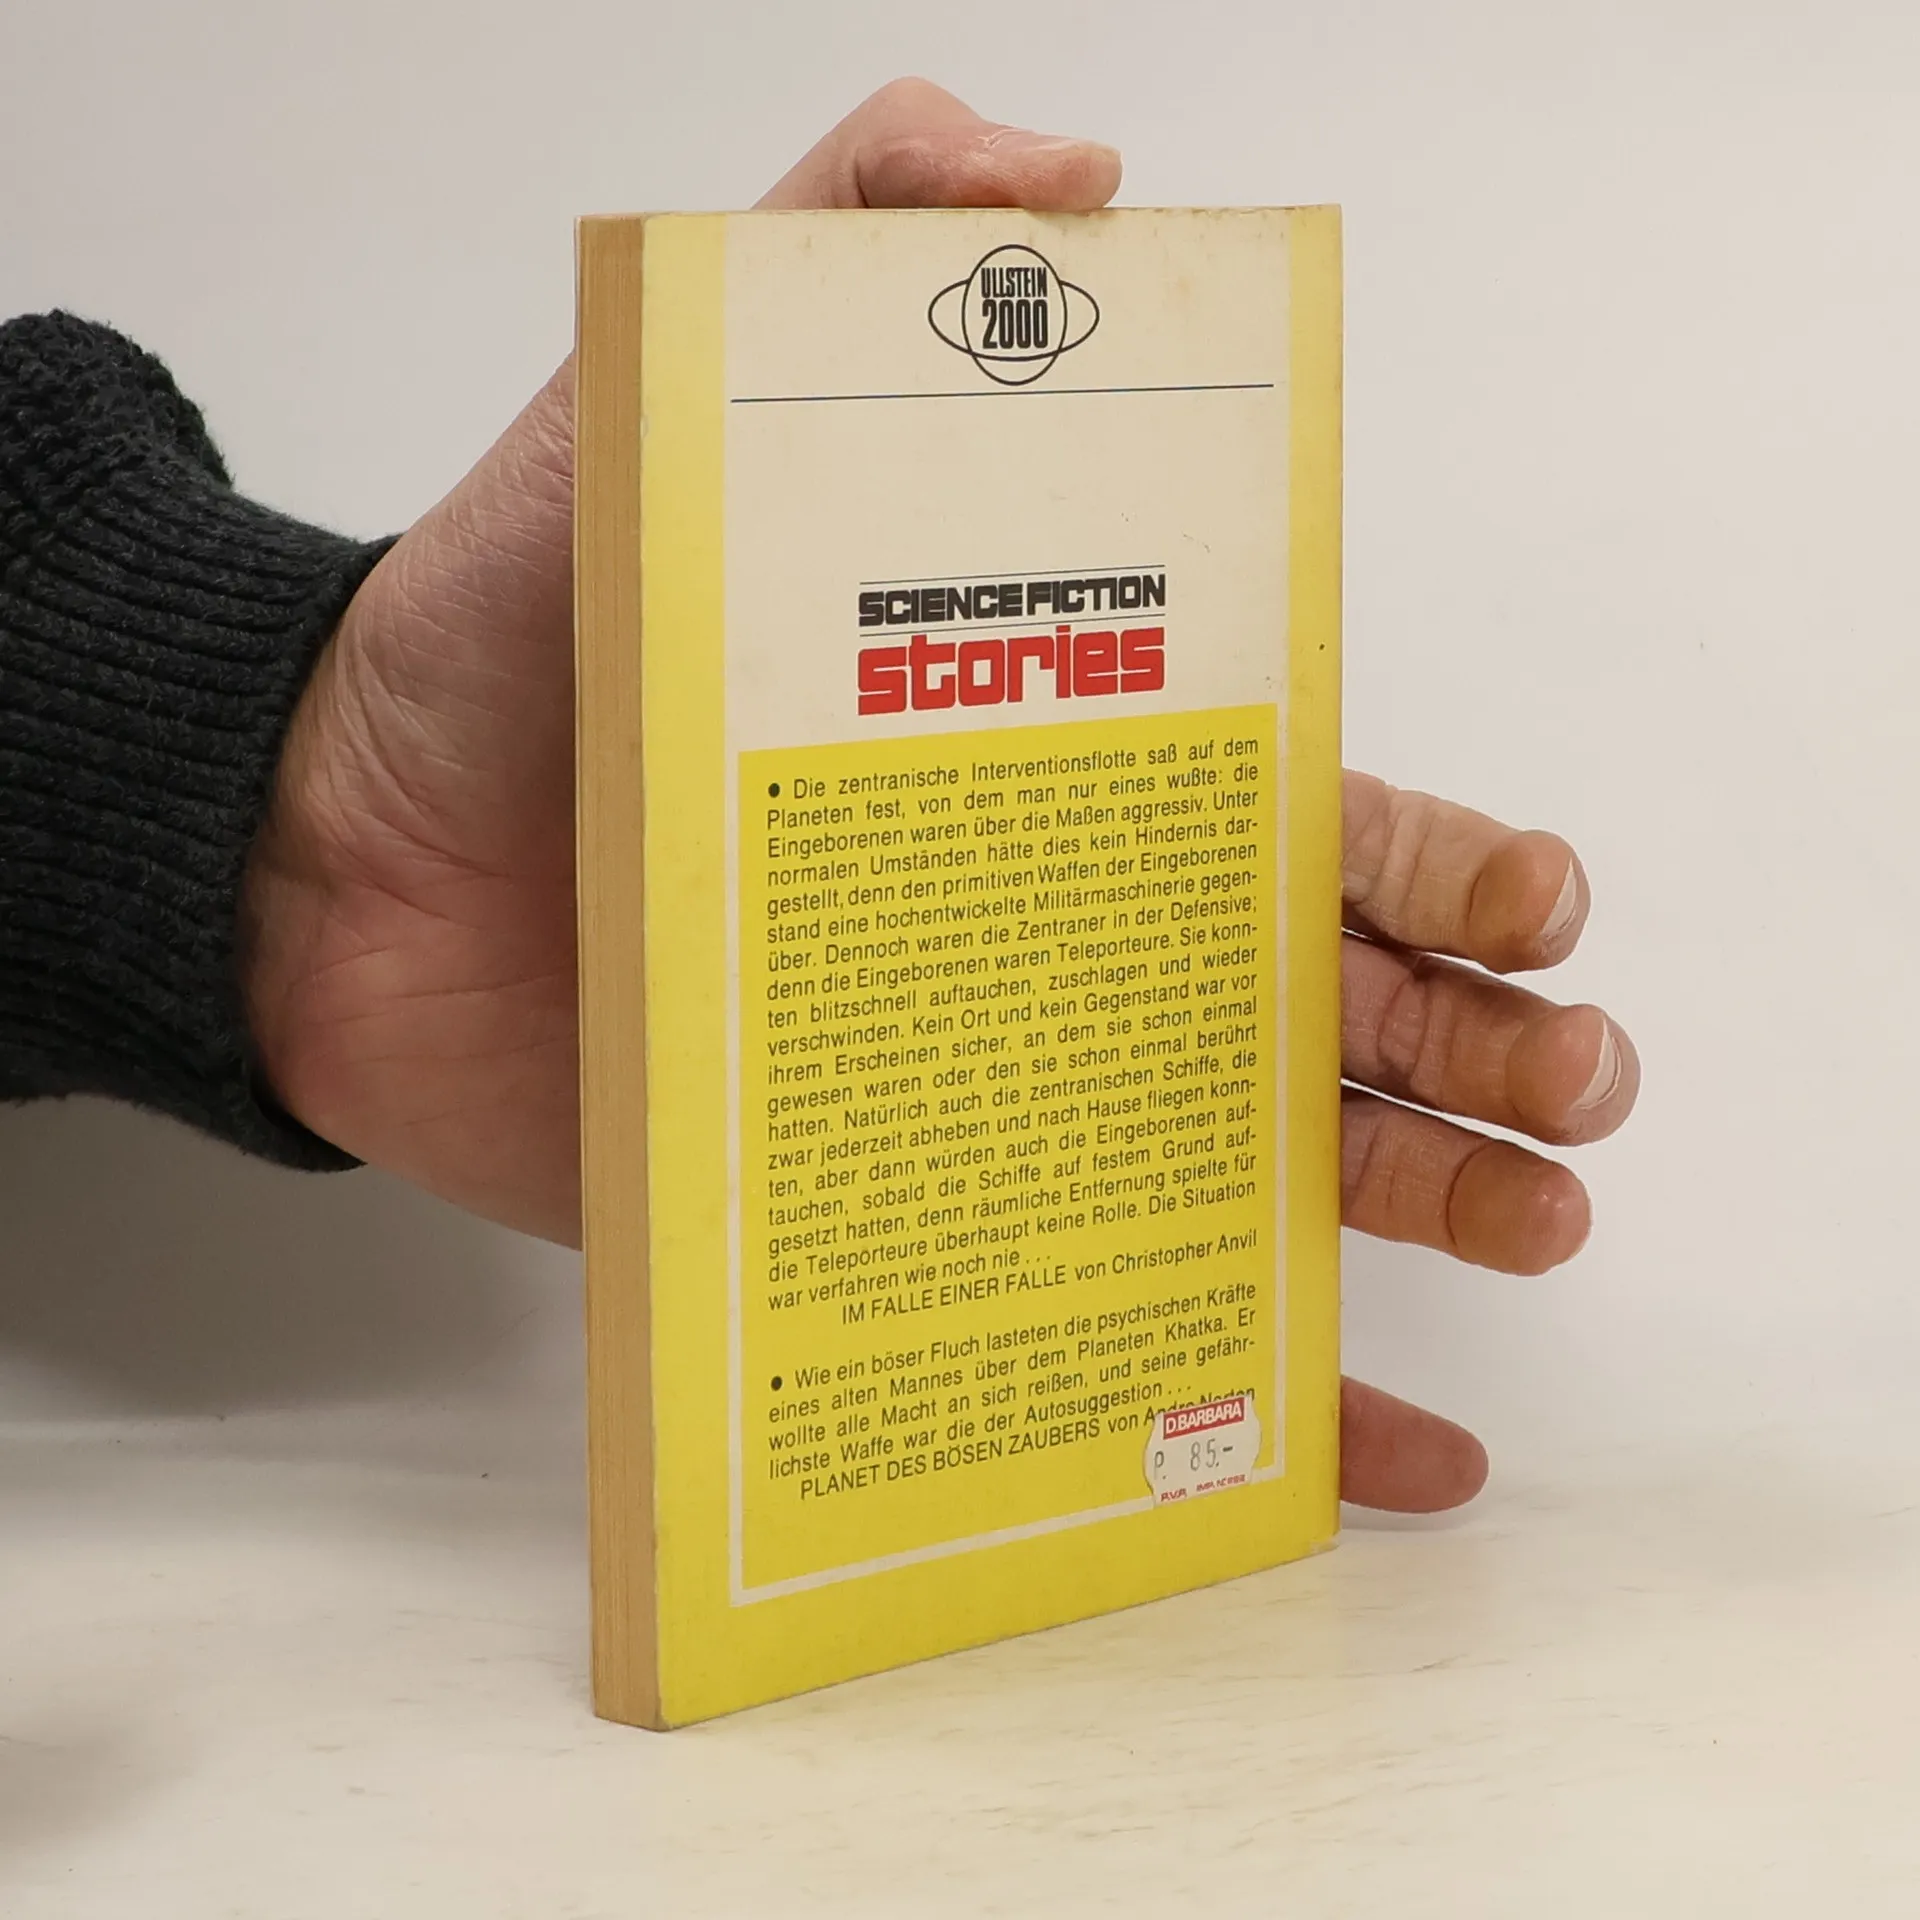 ULLSTEIN
2000
SCIENCE FICTION
stories
● Die zentranische Interventionsflotte saß auf dem
Planeten fest, von dem man nur eines wußte: die
Eingeborenen waren über die Maßen aggressiv. Unter
normalen Umständen hätte dies kein Hindernis dar-
gestellt, denn den primitiven Waffen der Eingeborenen
stand eine hochentwickelte Militärmaschinerie gegen-
über. Dennoch waren die Zentraner in der Defensive;
denn die Eingeborenen waren Teleporteure. Sie konn-
ten blitzschnell auftauchen, zuschlagen und wieder
verschwinden. Kein Ort und kein Gegenstand war vor
ihrem Erscheinen sicher, an dem sie schon einmal
gewesen waren oder den sie schon einmal berührt
hatten. Natürlich auch die zentranischen Schiffe, die
zwar jederzeit abheben und nach Hause fliegen konn-
ten, aber dann würden auch die Eingeborenen auf-
tauchen, sobald die Schiffe auf festem Grund auf-
gesetzt hatten, denn räumliche Entfernung spielte für
die Teleporteure überhaupt keine Rolle. Die Situation
war verfahren wie noch nie...
IM FALLE EINER FALLE von Christopher Anvil
● Wie ein böser Fluch lasteten die psychischen Kräfte
eines alten Mannes über dem Planeten Khatka. Er
wollte alle Macht an sich reißen, und seine gefähr-
lichste Waffe war die der Autosuggestion...
PLANET DES BÖSEN ZAUBERS von Andre Norton
D.BARBARA
P. 85.-
P.V.P.